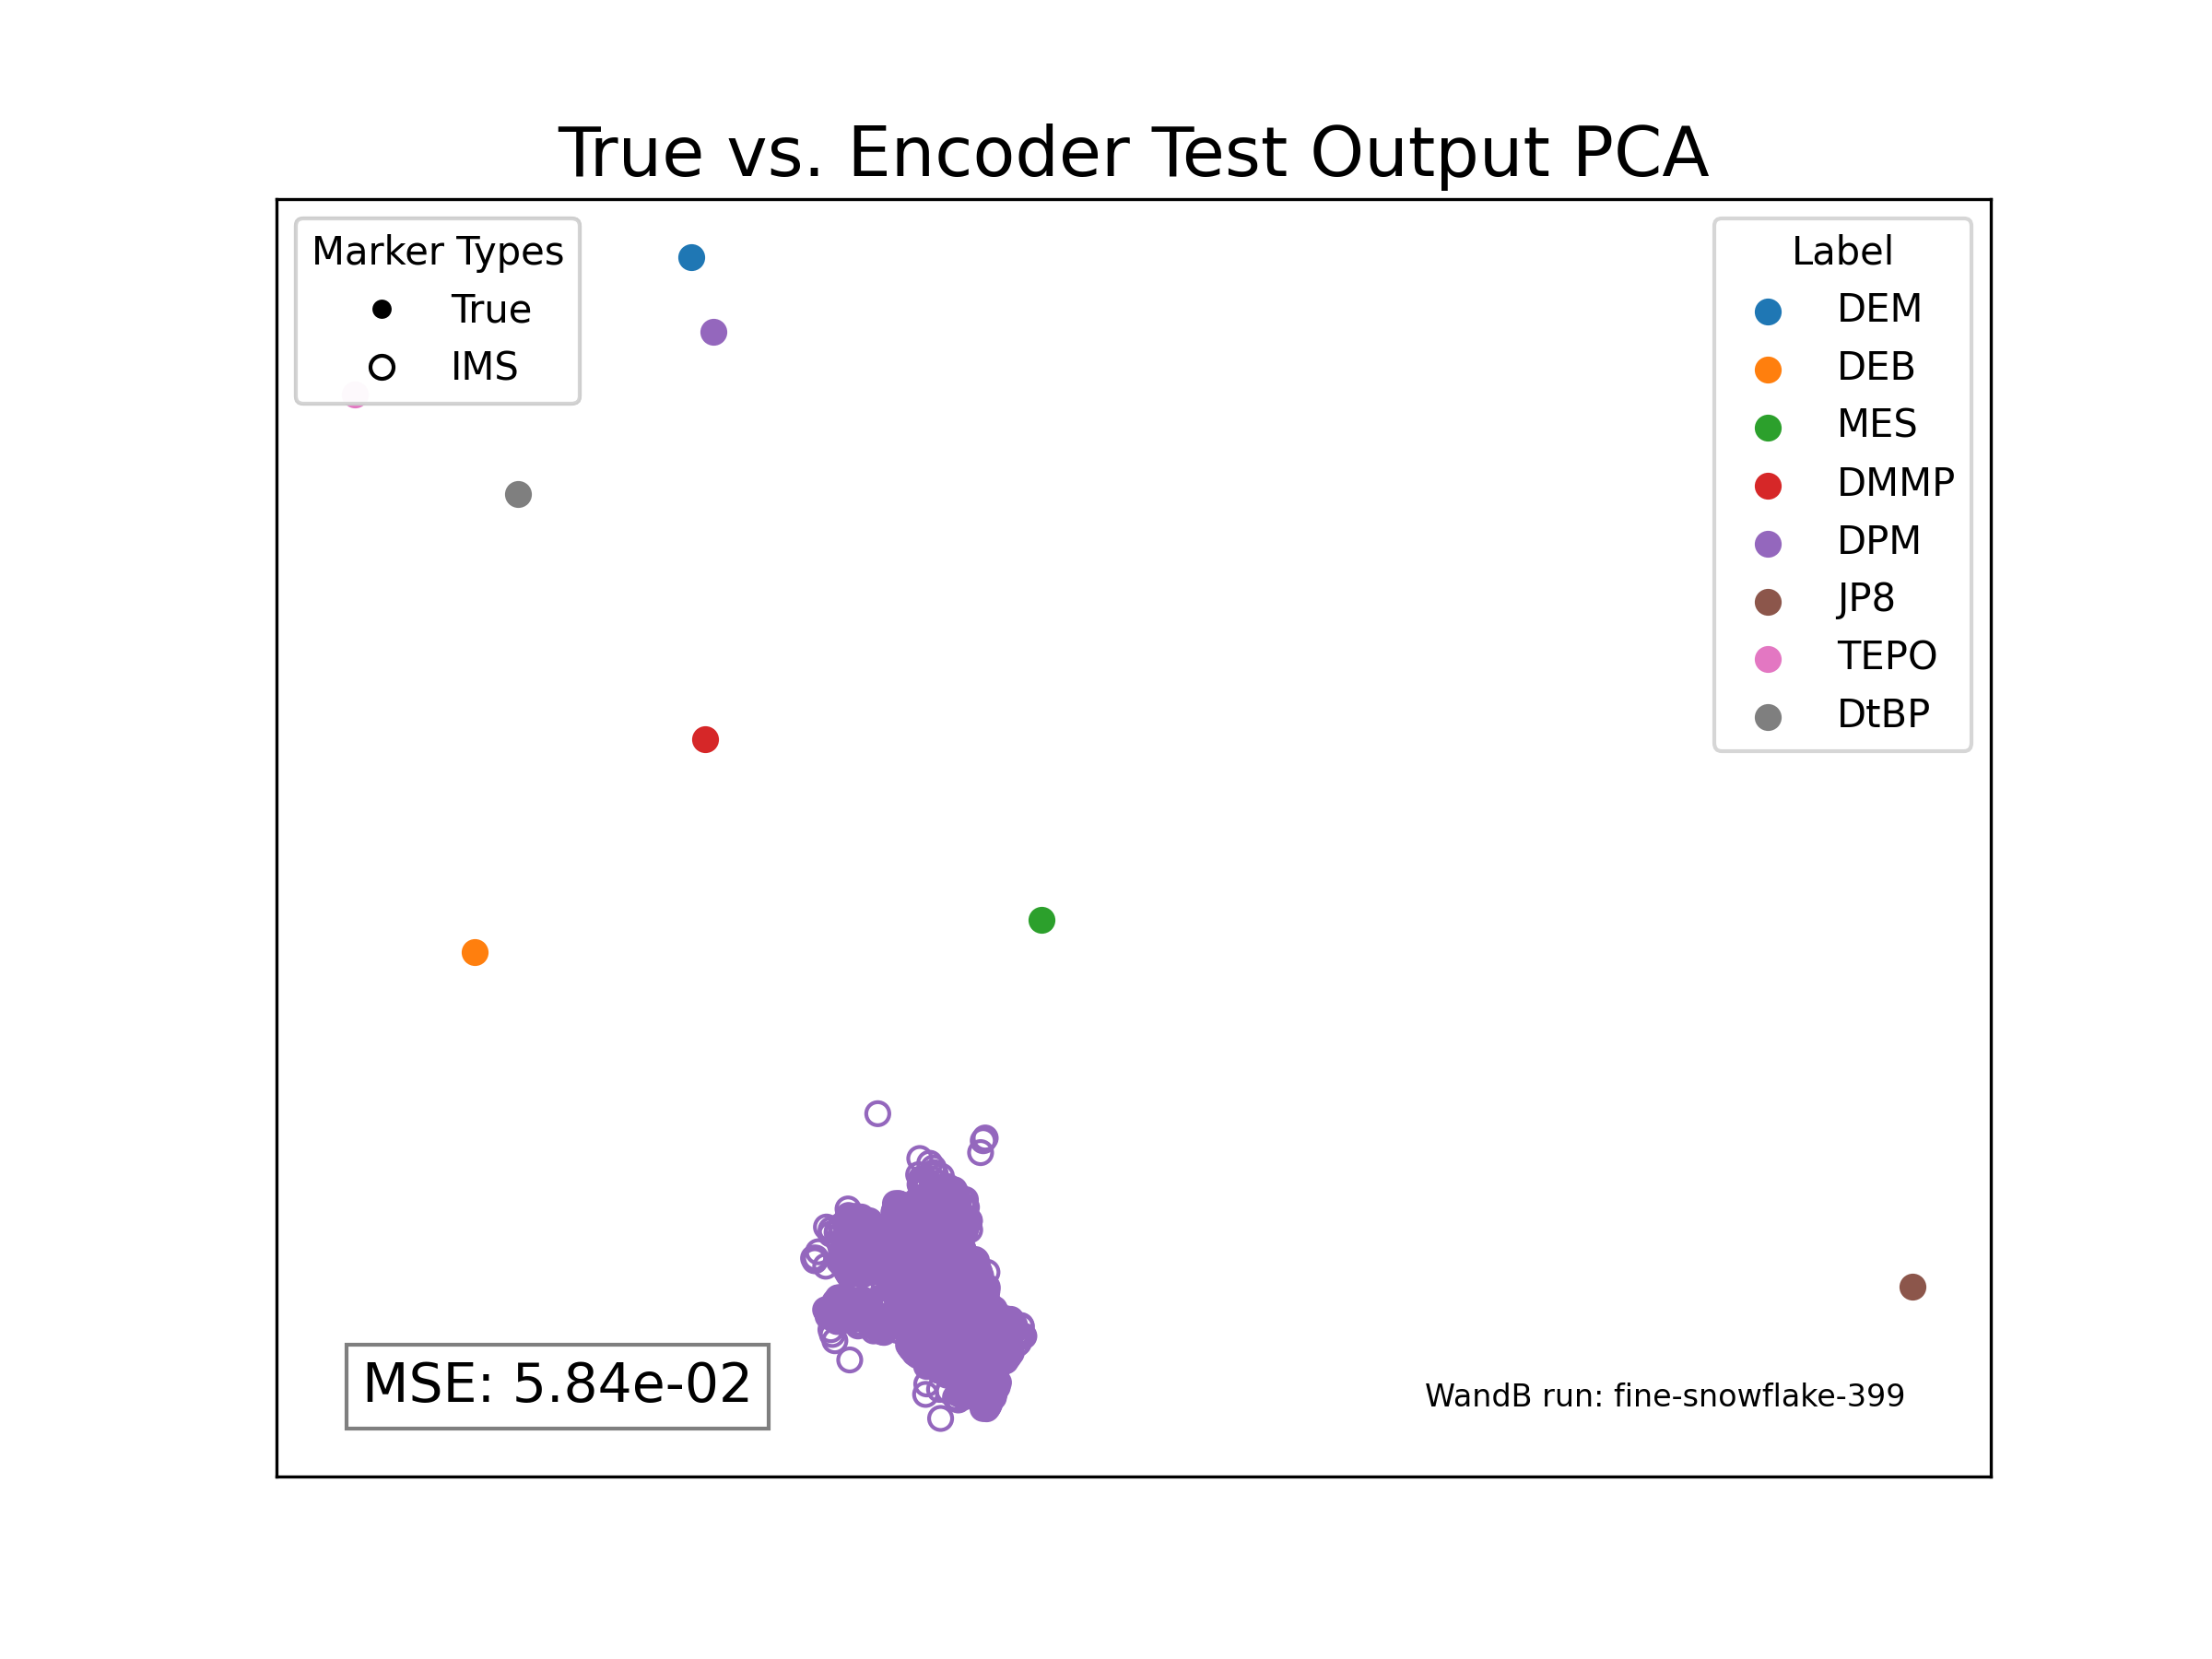 True vs. Encoder Test Output PCA
Marker Types
True
IMS
Label
DEM
DEB
MES
DMMP
DPM
JP8
TEPO
DtBP
MSE: 5.84e-02
WandB run: fine-snowflake-399